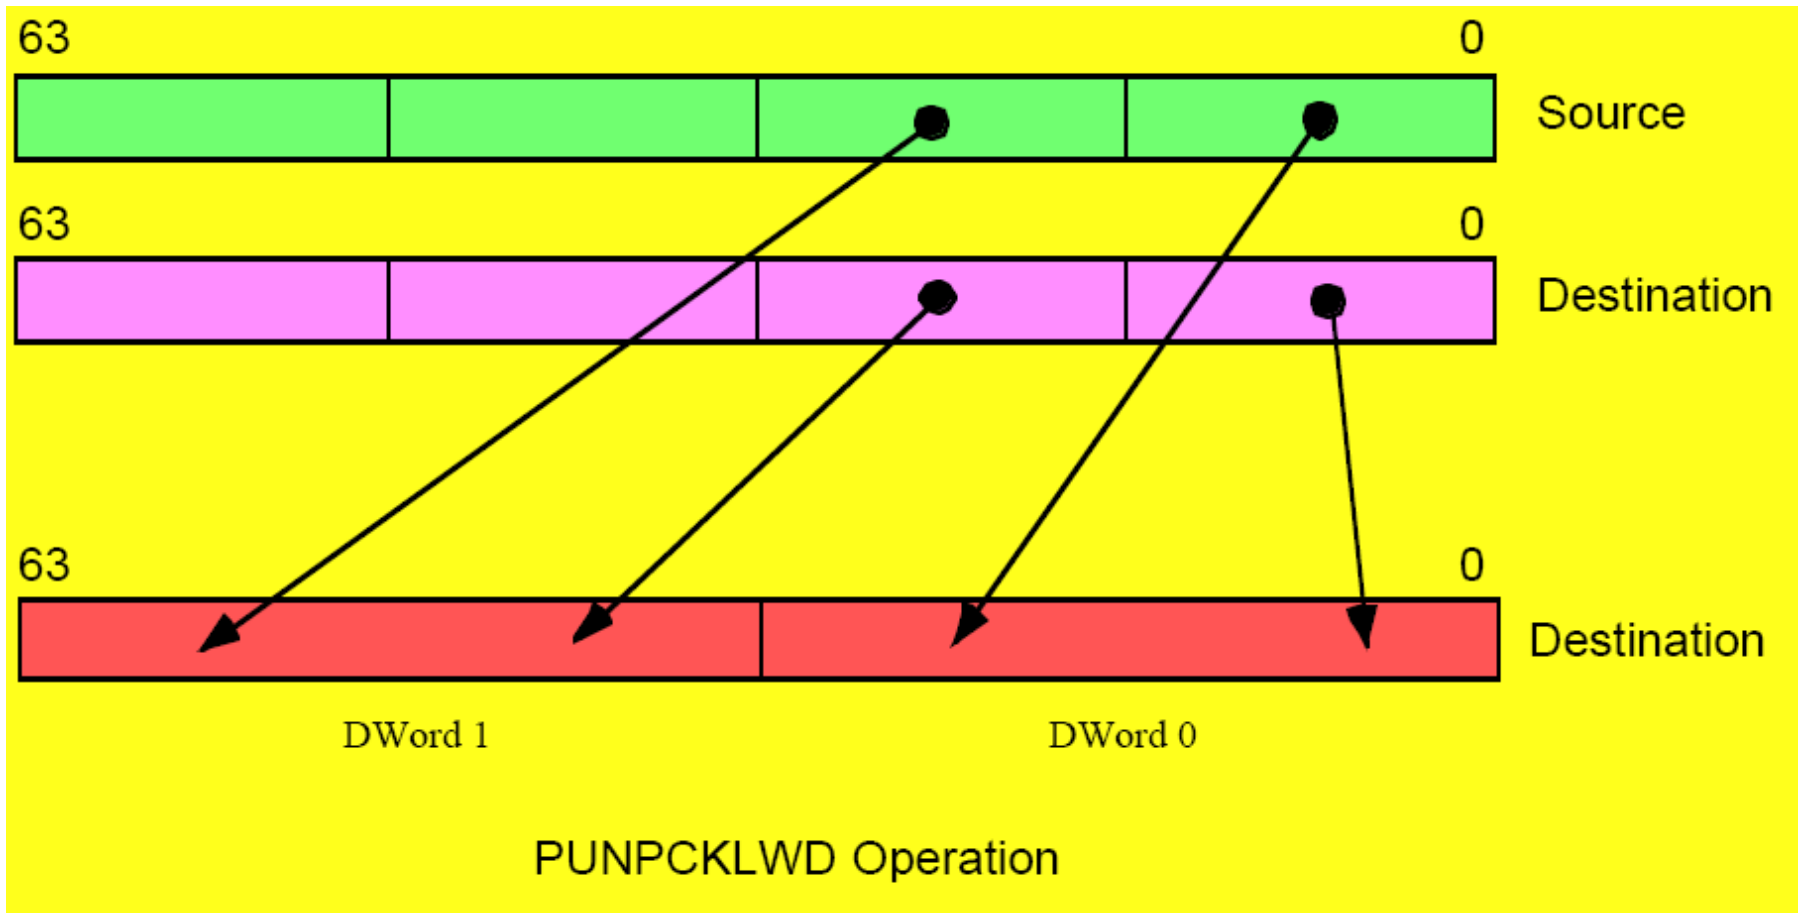 63 0
Source
63 0
Destination
63 0
Destination
DWord 1 DWord 0
PUNPCKLWD Operation